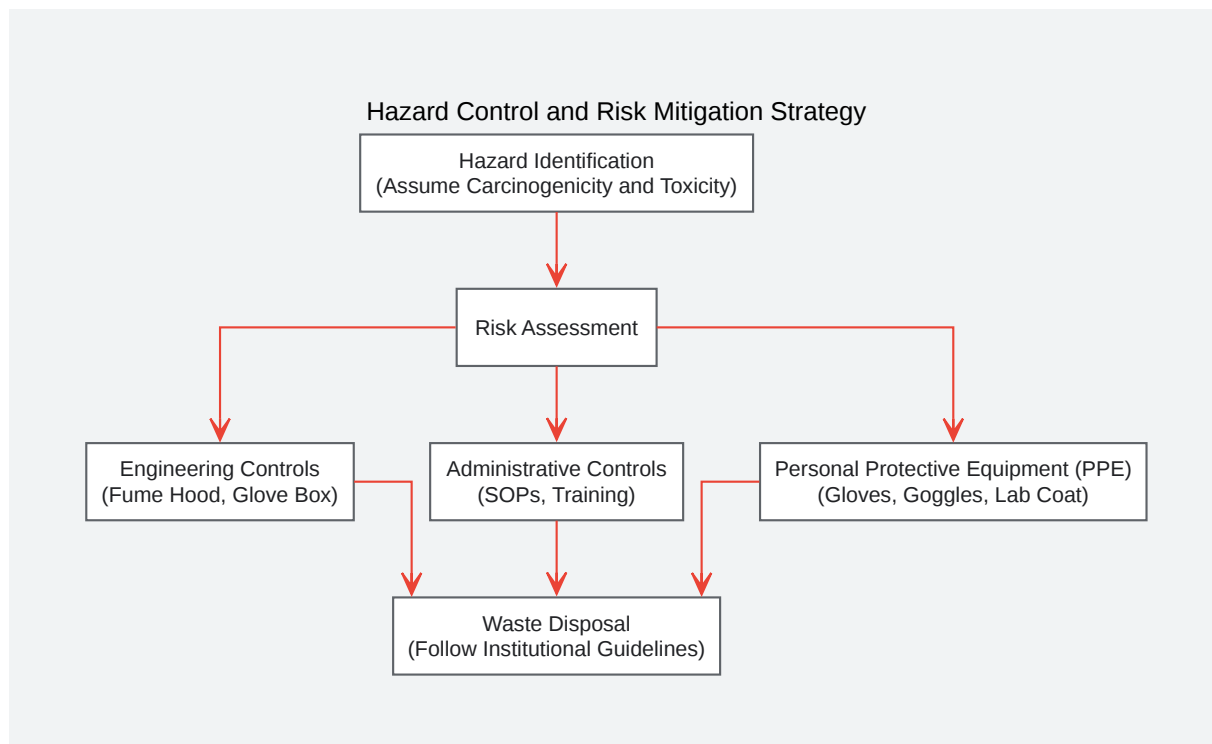 Hazard Control and Risk Mitigation Strategy
Hazard Identification
(Assume Carcinogenicity and Toxicity)
Risk Assessment
Engineering Controls
(Fume Hood, Glove Box)
Administrative Controls
(SOPs, Training)
Personal Protective Equipment (PPE)
(Gloves, Goggles, Lab Coat)
Waste Disposal
(Follow Institutional Guidelines)